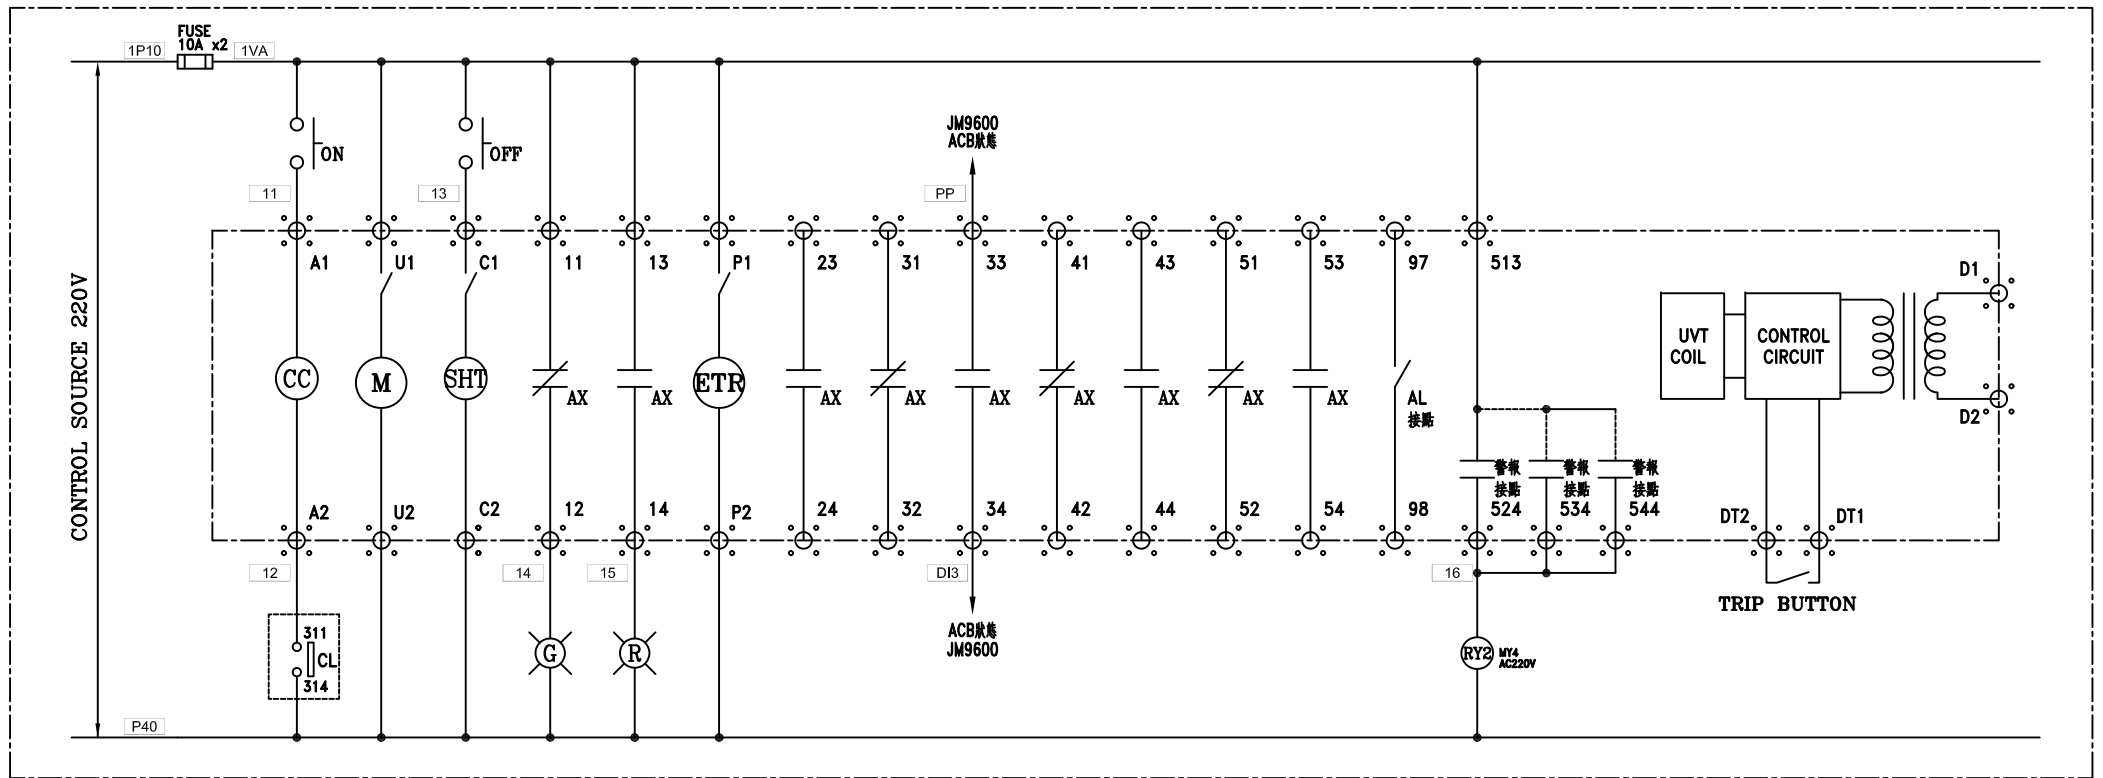 FUSE
10A x2
1P10
1VA
JM9600
ACB狀態
ON
OFF
11
13
PP
A1
U1
C1
11
13
P1
23
31
33
41
43
51
53
97
513
D1
CONTROL SOURCE 220V
UVT
COIL
CONTROL
CIRCUIT
CC
M
SHT
ETR
AX
AX
AX
AX
AX
AX
AX
AX
AX
AL
接點
D2
警報
接點
警報
接點
警報
接點
A2
U2
C2
12
14
P2
24
32
34
42
44
52
54
98
524
534
544
DT2
DT1
12
14
15
DI3
16
TRIP BUTTON
311
CL
314
G
R
ACB狀態
JM9600
RY2
MY4
AC220V
P40